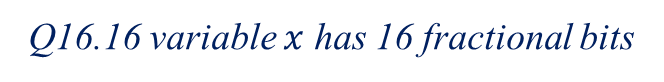 Q16.16 variable x has 16 fractional bits